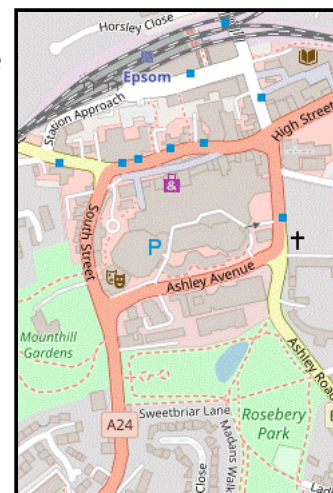 Horsley Close
Epsom
Station Approach
High Street
&
P
South Street
Ashley Avenue
Mounthill
Gardens
Ashley Road
Sweetbriar Lane
A24
Rosebery
Park
Madans Walk
Close